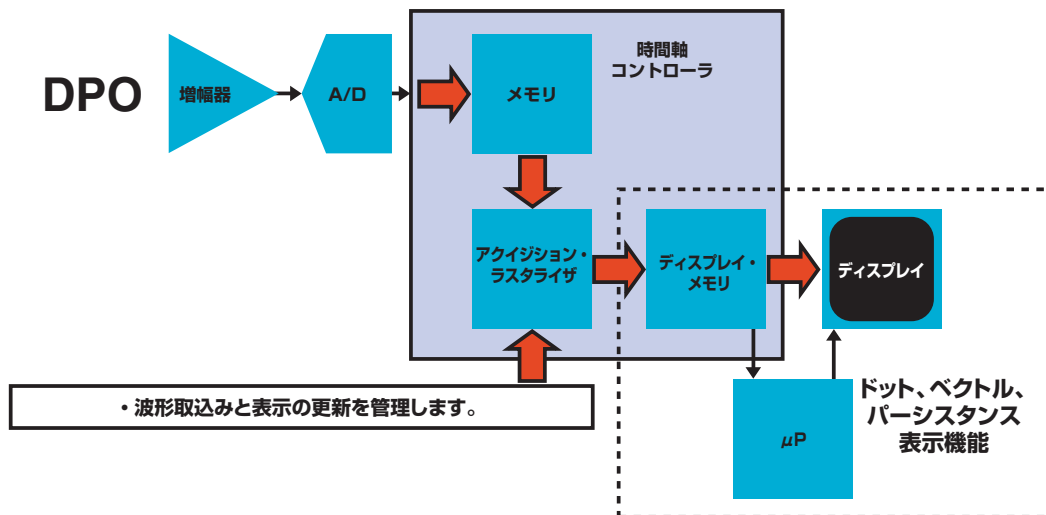 DPO
増幅器
A/D
メモリ
時間軸
コントローラ
アクイジション・
ラスタライザ
ディスプレイ・
メモリ
ディスプレイ
・波形取込みと表示の更新を管理します。
μP
ドット、ベクトル、
パーシスタンス
表示機能